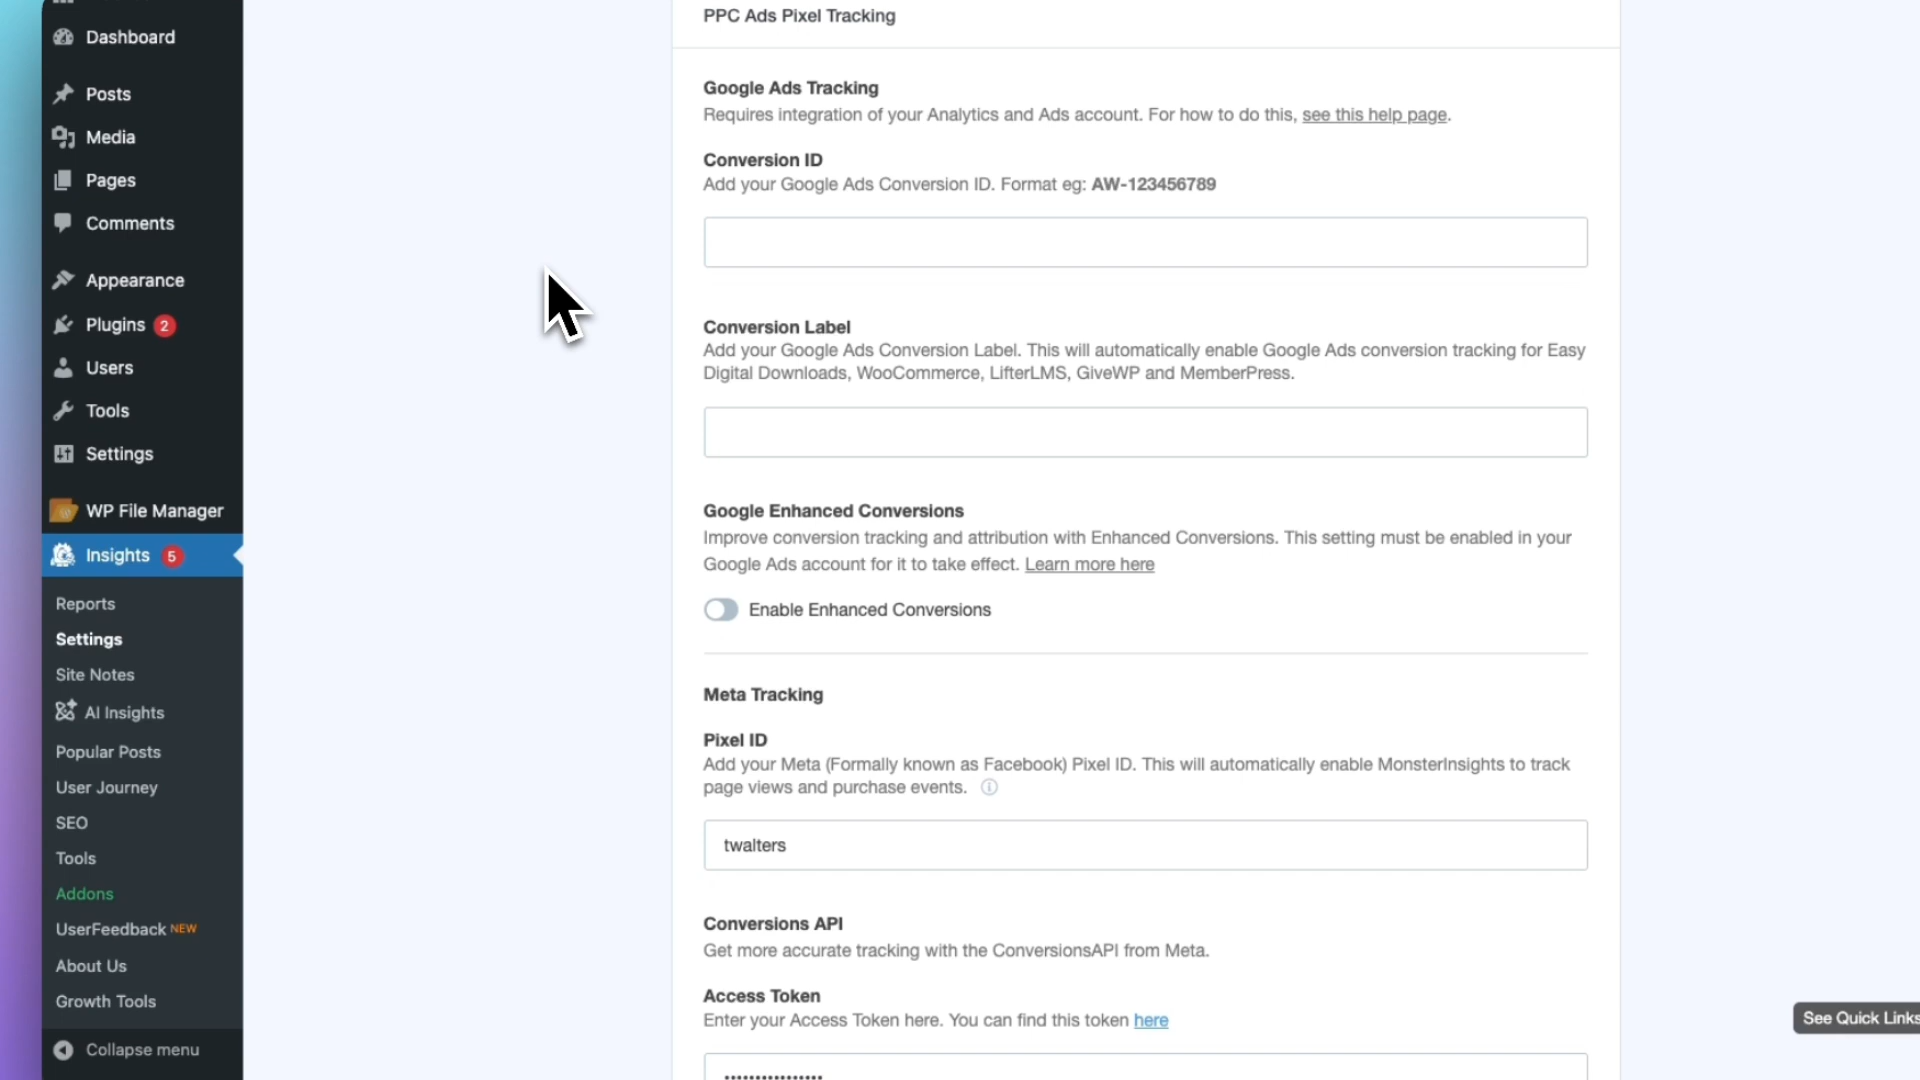 Dashboard
Posts
Media
Pages
Comments
Appearance
Plugins 2
Users
Tools
Settings
WP File Manager
Insights 5
Reports
Settings
Site Notes
AI Insights
Popular Posts
User Journey
SEO
Tools
Addons
UserFeedback NEW
About Us
Growth Tools
Collapse menu
PPC Ads Pixel Tracking
Google Ads Tracking
Requires integration of your Analytics and Ads account. For how to do this, see this help page.
Conversion ID
Add your Google Ads Conversion ID. Format eg: AW-123456789
Conversion Label
Add your Google Ads Conversion Label. This will automatically enable Google Ads conversion tracking for Easy
Digital Downloads, WooCommerce, LifterLMS, GiveWP and MemberPress.
Google Enhanced Conversions
Improve conversion tracking and attribution with Enhanced Conversions. This setting must be enabled in your
Google Ads account for it to take effect. Learn more here
Enable Enhanced Conversions
Meta Tracking
Pixel ID
Add your Meta (Formally known as Facebook) Pixel ID. This will automatically enable MonsterInsights to track
page views and purchase events.
twalters
Conversions API
Get more accurate tracking with the ConversionsAPI from Meta.
Access Token
Enter your Access Token here. You can find this token here
See Quick Links